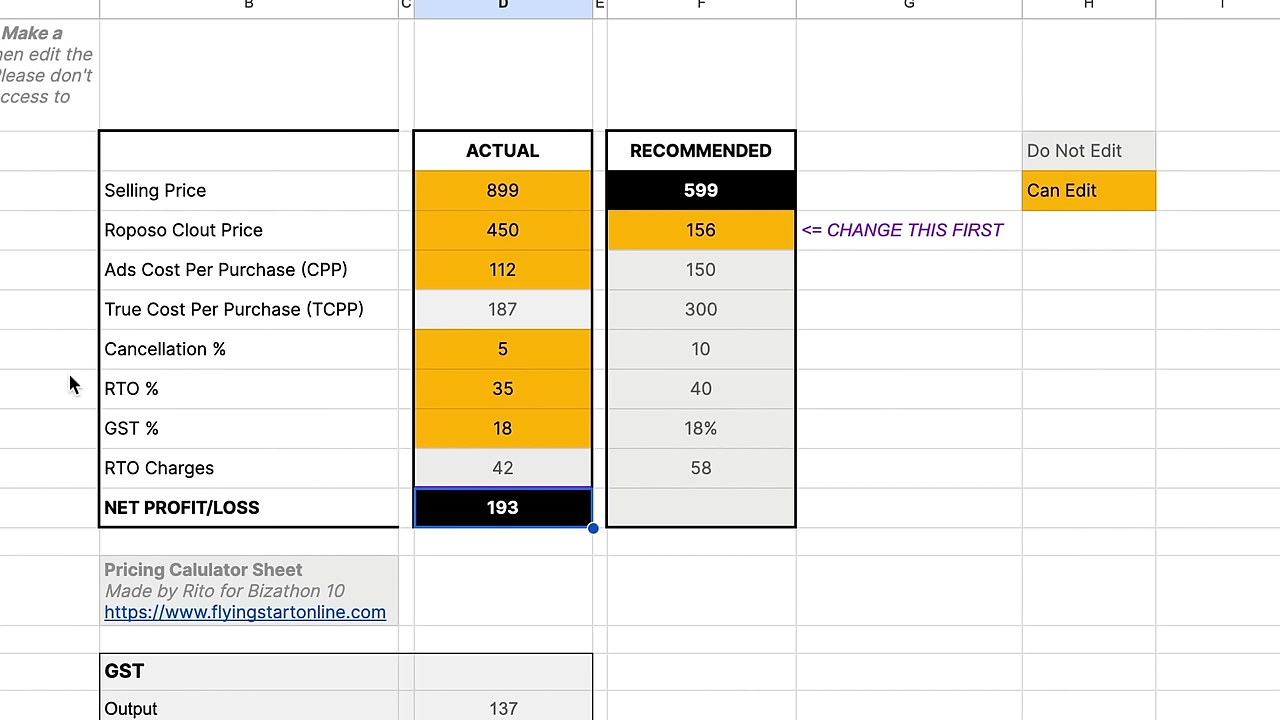 B C D E F G H I
Make a
hen edit the
Please don't
ccess to
ACTUAL RECOMMENDED Do Not Edit
Selling Price 899 599 Can Edit
Roposo Clout Price 450 156 <= CHANGE THIS FIRST
Ads Cost Per Purchase (CPP) 112 150
True Cost Per Purchase (TCPP) 187 300
Cancellation % 5 10
RTO % 35 40
GST % 18 18%
RTO Charges 42 58
NET PROFIT/LOSS 193
Pricing Calulator Sheet
Made by Rito for Bizathon 10
https://www.flyingstartonline.com
GST
Output 137